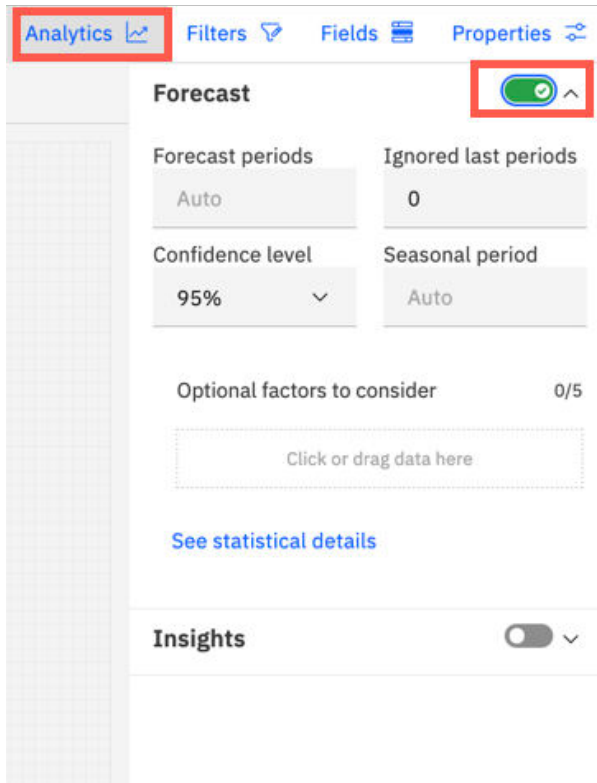 Analytics Filters Fields Properties
Forecast
Forecast periods Ignored last periods
Auto 0
Confidence level Seasonal period
95% Auto
Optional factors to consider 0/5
Click or drag data here
See statistical details
Insights